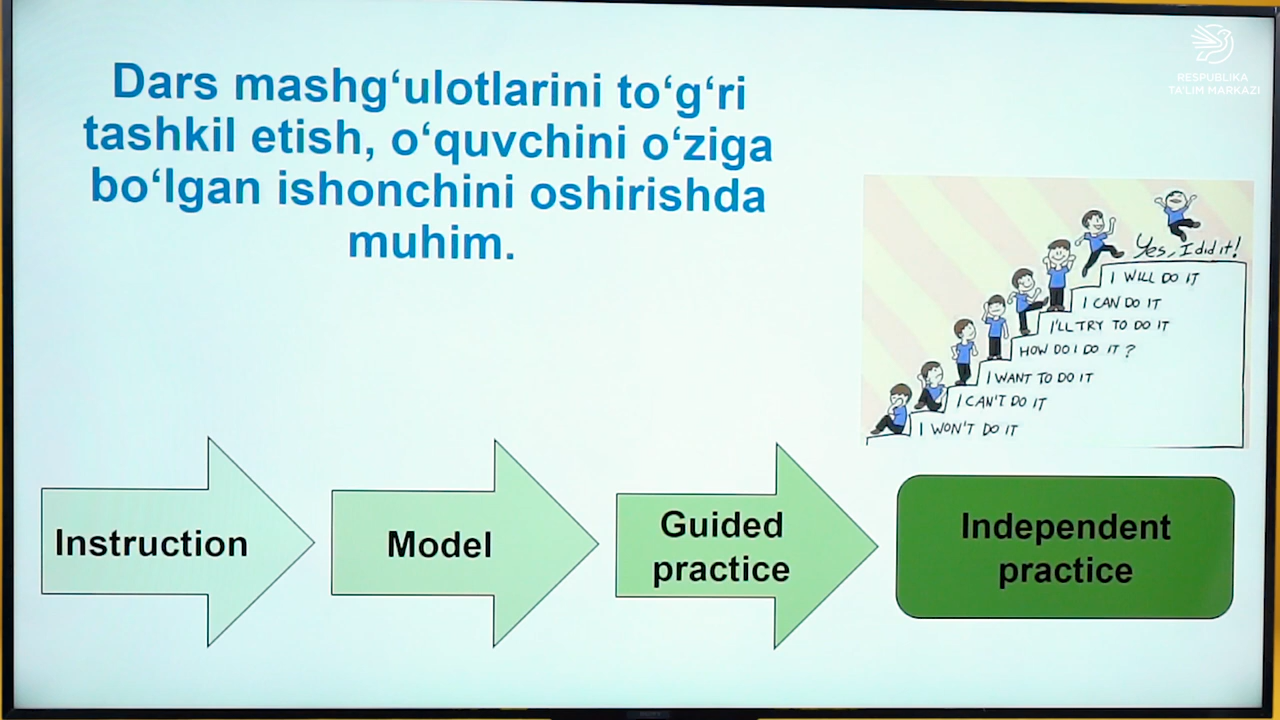 RESPUBLIKA
TA'LIM MARKAZI
Dars mashg‘ulotlarini to‘g‘ri
tashkil etish, o‘quvchini o‘ziga
bo‘lgan ishonchini oshirishda
muhim.
Yes, I did it!
I WILL DO IT
I CAN DO IT
I'LL TRY TO DO IT
HOW DO I DO IT?
I WANT TO DO IT
I CAN'T DO IT
I WON'T DO IT
Instruction
Model
Guided
practice
Independent
practice